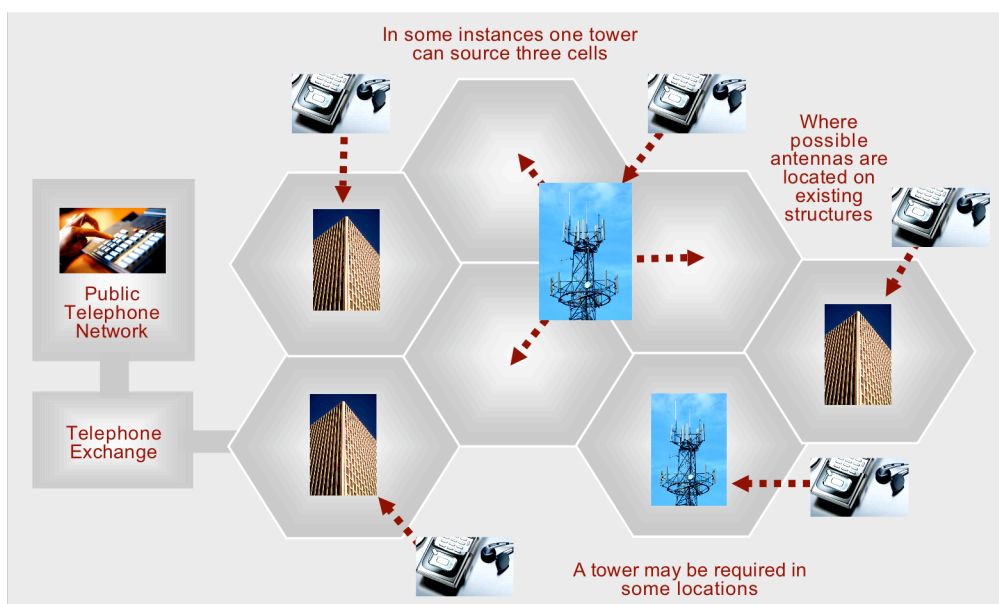 In some instances one tower
can source three cells
Where
possible
antennas are
located on
existing
structures
Public
Telephone
Network
Telephone
Exchange
A tower may be required in
some locations